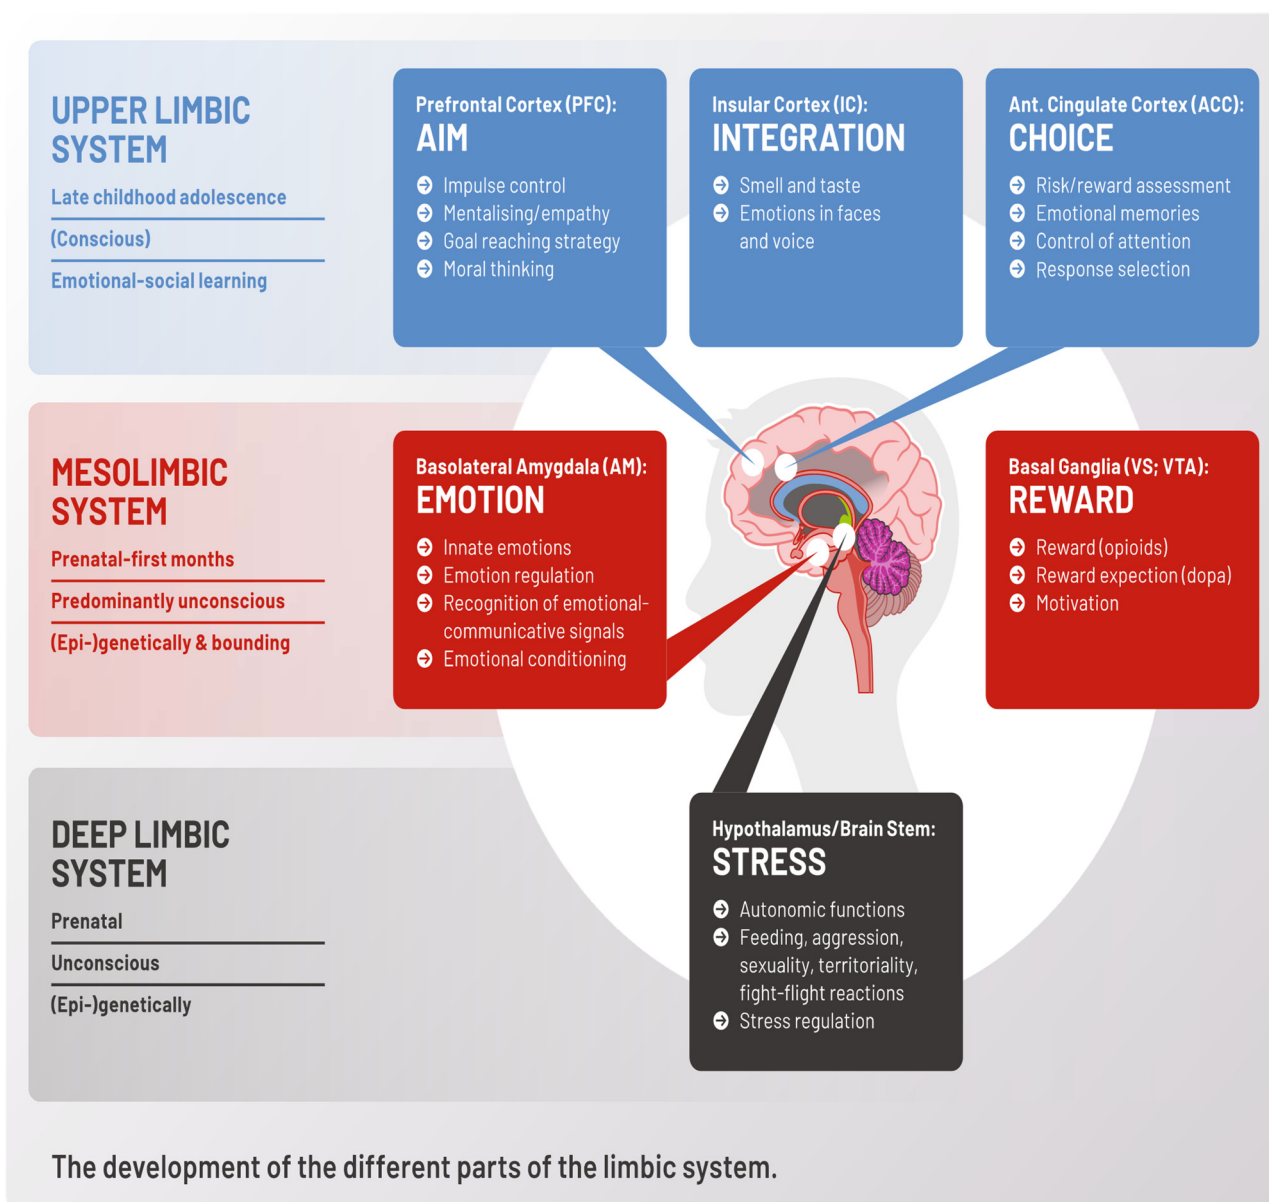 UPPER LIMBIC
SYSTEM
Late childhood adolescence
(Conscious)
Emotional-social learning
Prefrontal Cortex (PFC):
AIM
Impulse control
Mentalising/empathy
Goal reaching strategy
Moral thinking
Insular Cortex (IC):
INTEGRATION
Smell and taste
Emotions in faces
and voice
Ant. Cingulate Cortex (ACC):
CHOICE
Risk/reward assessment
Emotional memories
Control of attention
Response selection
MESOLIMBIC
SYSTEM
Prenatal-first months
Predominantly unconscious
(Epi-)genetically & bounding
Basolateral Amygdala (AM):
EMOTION
Innate emotions
Emotion regulation
Recognition of emotional-
communicative signals
Emotional conditioning
Basal Ganglia (VS; VTA):
REWARD
Reward (opioids)
Reward expection (dopa)
Motivation
DEEP LIMBIC
SYSTEM
Prenatal
Unconscious
(Epi-)genetically
Hypothalamus/Brain Stem:
STRESS
Autonomic functions
Feeding, aggression,
sexuality, territoriality,
fight-flight reactions
Stress regulation
The development of the different parts of the limbic system.